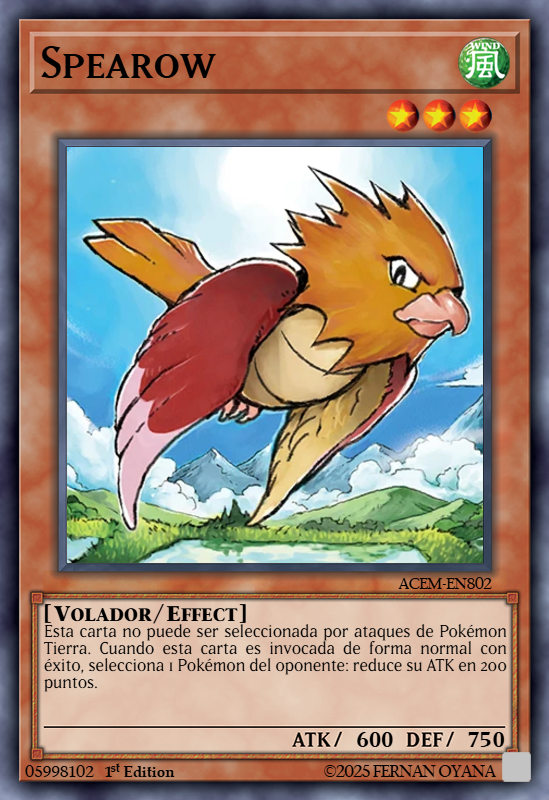 SPEAROW
WIND
風
ACEM-EN802
[VOLADOR/EFFECT]
Esta carta no puede ser seleccionada por ataques de Pokémon
Tierra. Cuando esta carta es invocada de forma normal con
éxito, selecciona 1 Pokémon del oponente: reduce su ATK en 200
puntos.
ATK/ 600 DEF/ 750
05998102 1st Edition ©2025 FERNAN OYANA